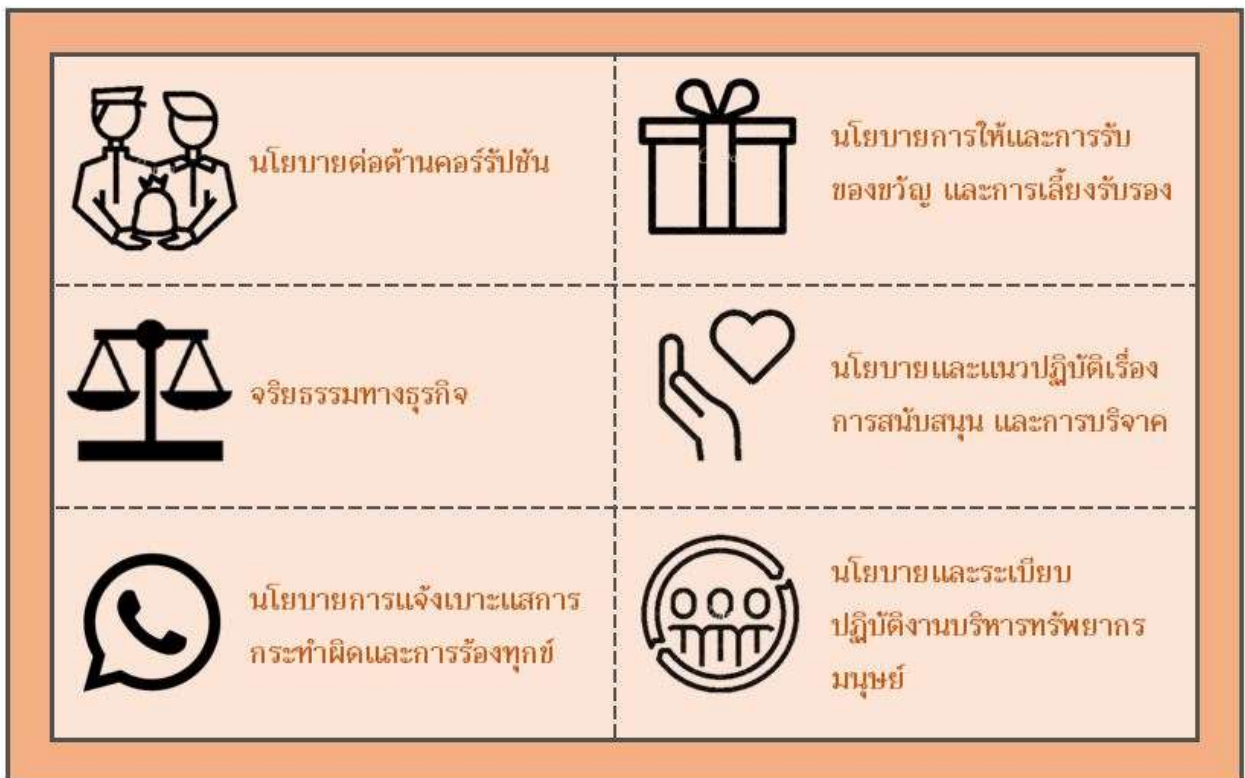 นโยบายต่อต้านคอร์รัปชัน
นโยบายการให้และการรับ
ของขวัญ และการเลี้ยงรับรอง
จริยธรรมทางธุรกิจ
นโยบายและแนวปฏิบัติเรื่อง
การสนับสนุน และการบริจาค
นโยบายการแจ้งเบาะแสการ
กระทำผิดและการร้องทุกข์
นโยบายและระเบียบ
ปฏิบัติงานบริหารทรัพยากร
มนุษย์